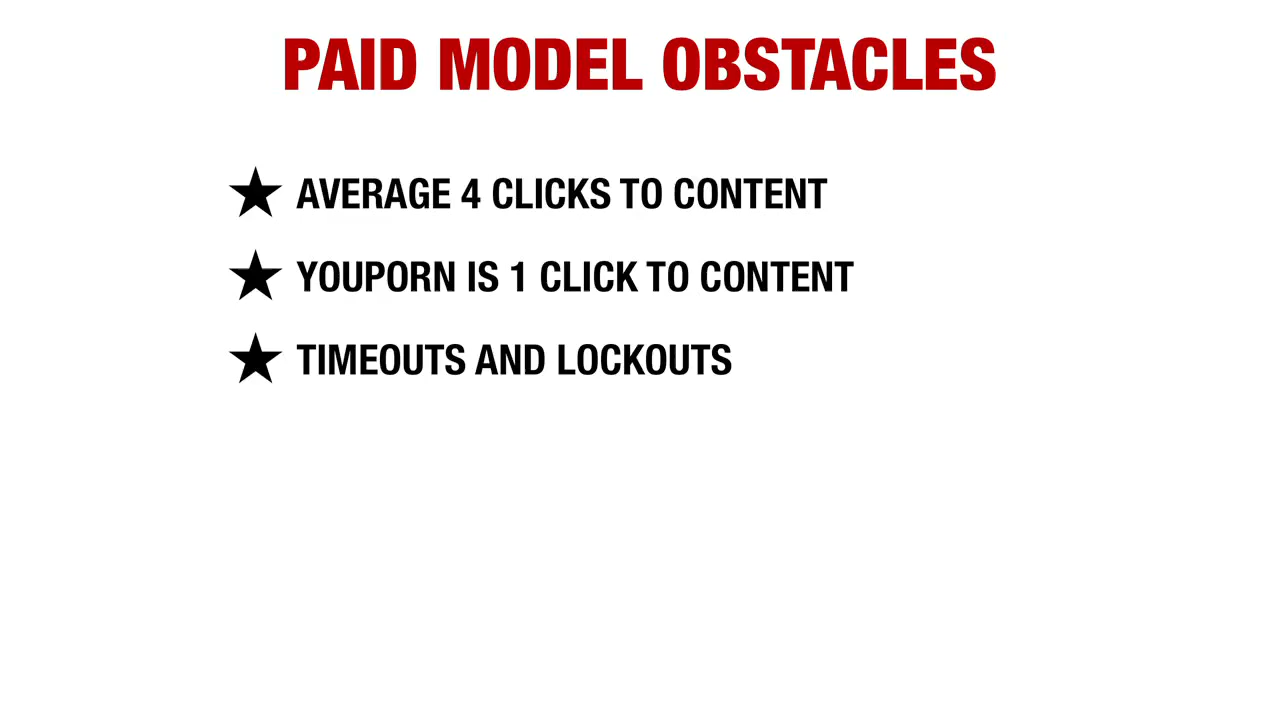 PAID MODEL OBSTACLES
★ AVERAGE 4 CLICKS TO CONTENT
★ YOUPORN IS 1 CLICK TO CONTENT
★ TIMEOUTS AND LOCKOUTS